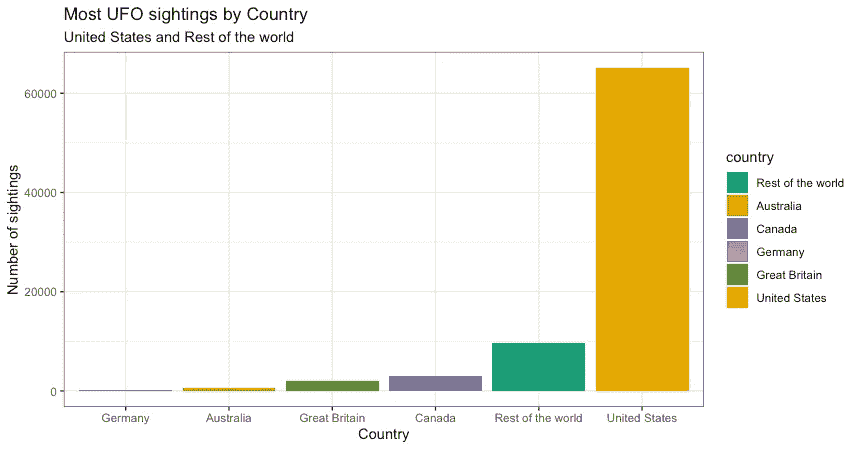 Most UFO sightings by Country
United States and Rest of the world
60000
40000
20000
0
Number of sightings
Germany
Australia
Great Britain
Canada
Rest of the world
United States
Country
country
Rest of the world
Australia
Canada
Germany
Great Britain
United States